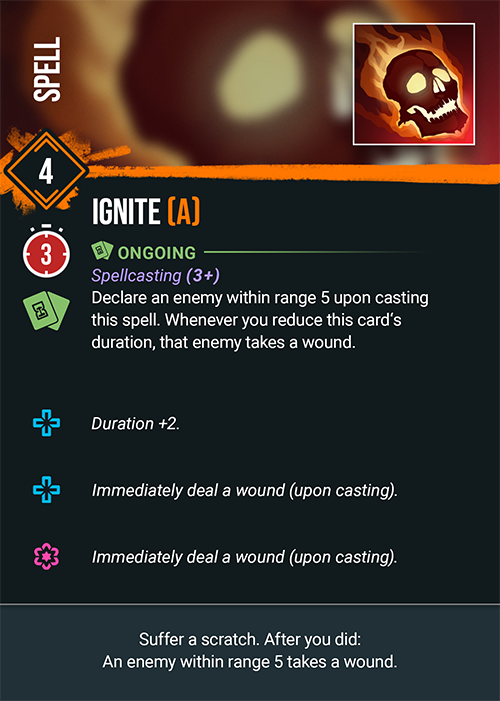 SPELL
4
IGNITE (A)
3
ONGOING
Spellcasting (3+)
Declare an enemy within range 5 upon casting
this spell. Whenever you reduce this card's
duration, that enemy takes a wound.
Duration +2.
Immediately deal a wound (upon casting).
Immediately deal a wound (upon casting).
Suffer a scratch. After you did:
An enemy within range 5 takes a wound.